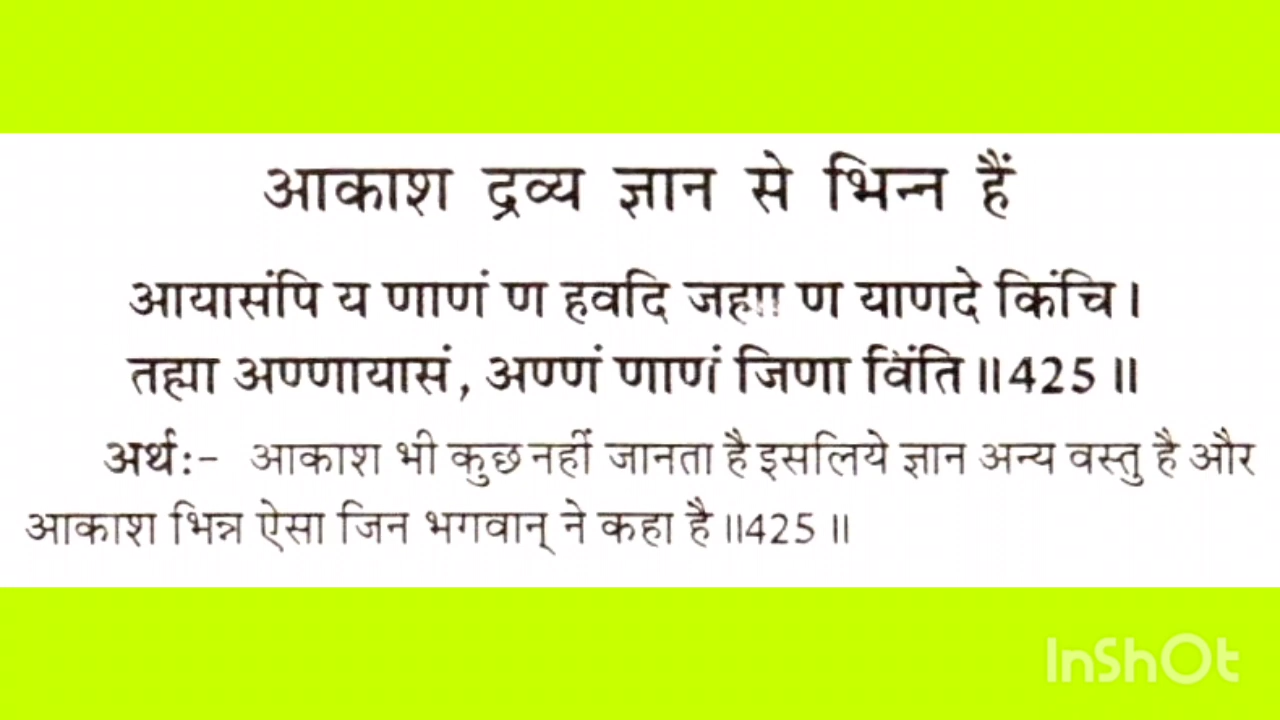 आकाश द्रव्य ज्ञान से भिन्न हैं
आयासंपि य णाणं ण हवदि जह्मा ण याणदे किंचि।
तह्मा अण्णायासं, अण्णं णाणं जिणा विंति ॥425॥
अर्थ:- आकाश भी कुछ नहीं जानता है इसलिये ज्ञान अन्य वस्तु है और
आकाश भिन्न ऐसा जिन भगवान् ने कहा है ॥425॥
InShOt